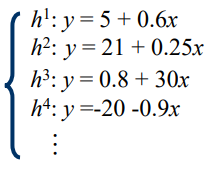 h¹: y = 5 + 0.6x
h²: y = 21 + 0.25x
h³: y = 0.8 + 30x
h⁴: y =-20 -0.9x
⋮